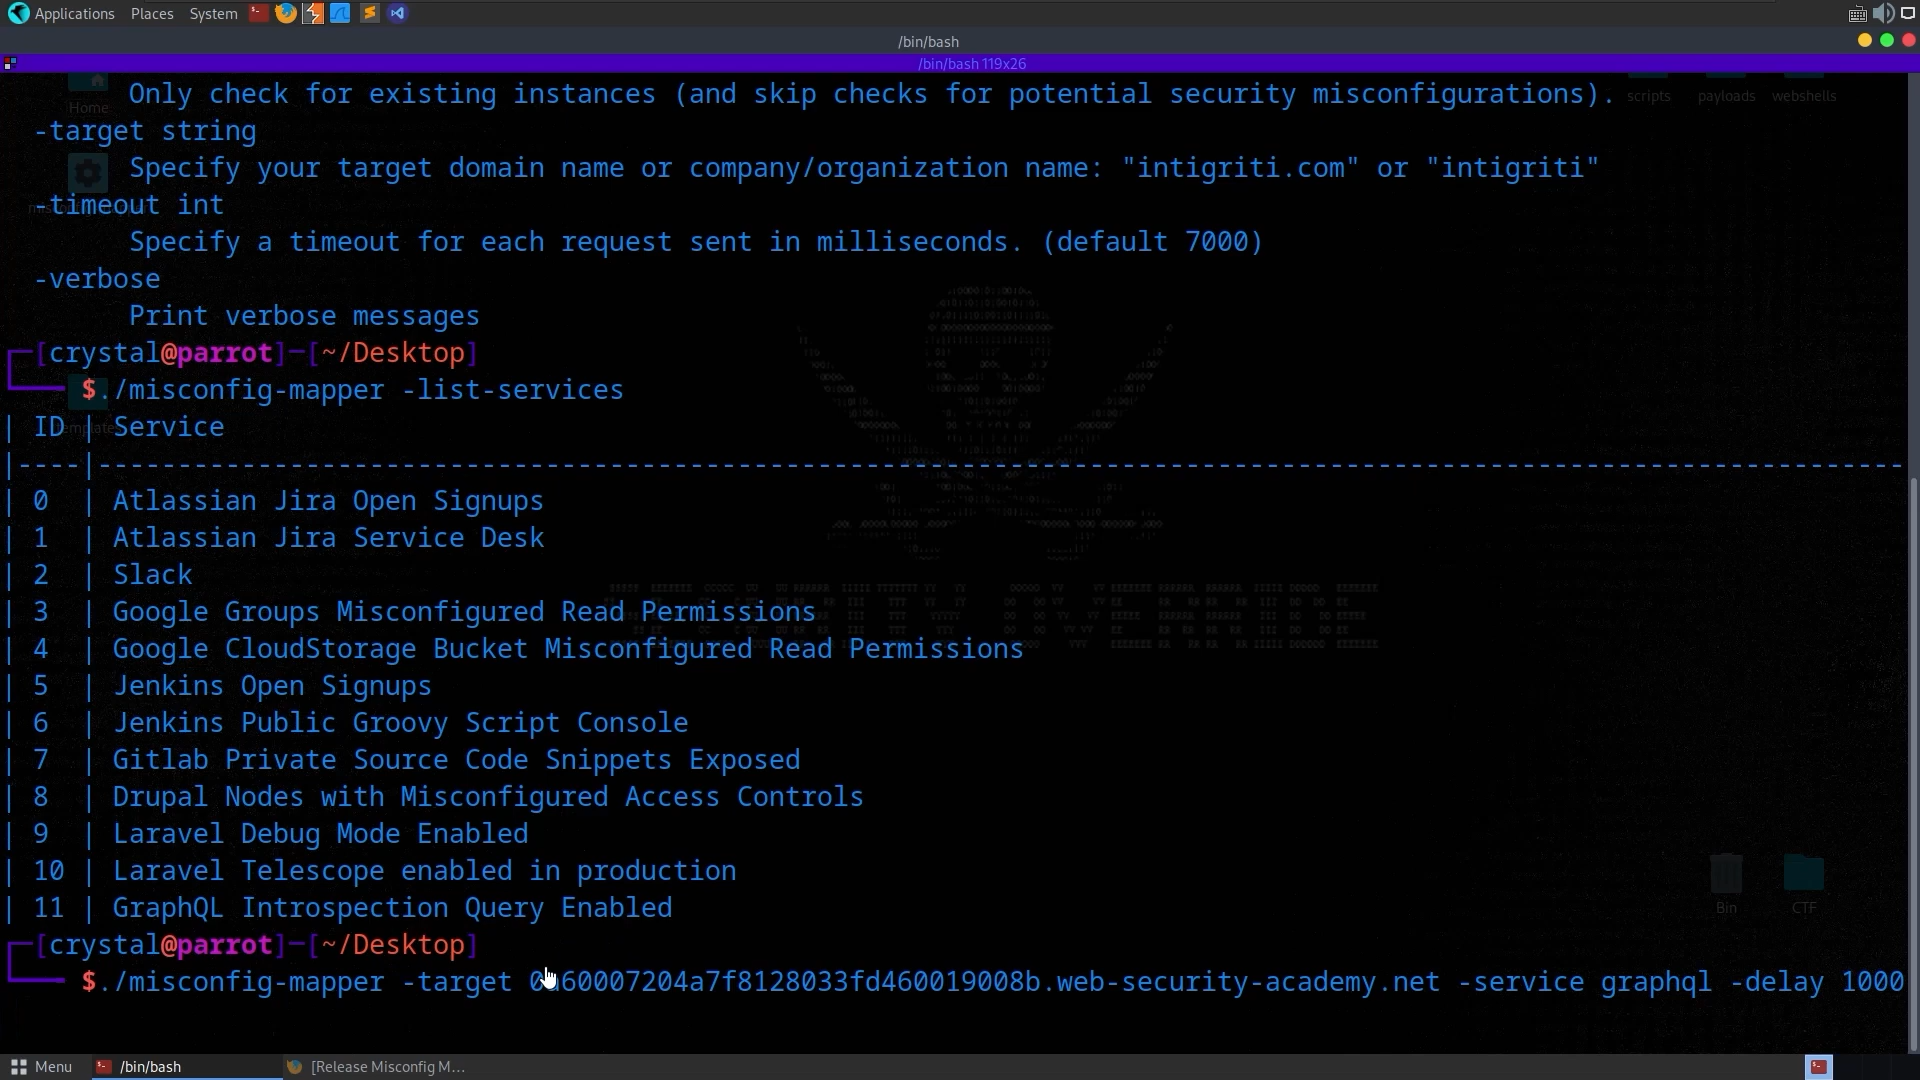 Applications Places System
/bin/bash
/bin/bash 119x26
Only check for existing instances (and skip checks for potential security misconfigurations).
Home
scripts payloads webshells
-target string
Specify your target domain name or company/organization name: "intigriti.com" or "intigriti"
-timeout int
Specify a timeout for each request sent in milliseconds. (default 7000)
-verbose
Print verbose messages
┌─[crystal@parrot]─[~/Desktop]
└──╼ $./misconfig-mapper -list-services
| ID | Service
templates
|----|-----------------------------------------------------------------------------------------------------------------
| 0 | Atlassian Jira Open Signups
| 1 | Atlassian Jira Service Desk
| 2 | Slack
| 3 | Google Groups Misconfigured Read Permissions
| 4 | Google CloudStorage Bucket Misconfigured Read Permissions
| 5 | Jenkins Open Signups
| 6 | Jenkins Public Groovy Script Console
| 7 | Gitlab Private Source Code Snippets Exposed
| 8 | Drupal Nodes with Misconfigured Access Controls
| 9 | Laravel Debug Mode Enabled
| 10 | Laravel Telescope enabled in production
| 11 | GraphQL Introspection Query Enabled
Bin CTF
┌─[crystal@parrot]─[~/Desktop]
└──╼ $./misconfig-mapper -target 0a60007204a7f8128033fd460019008b.web-security-academy.net -service graphql -delay 1000
SECURITY OVERRIDE
Menu /bin/bash [Release Misconfig M...